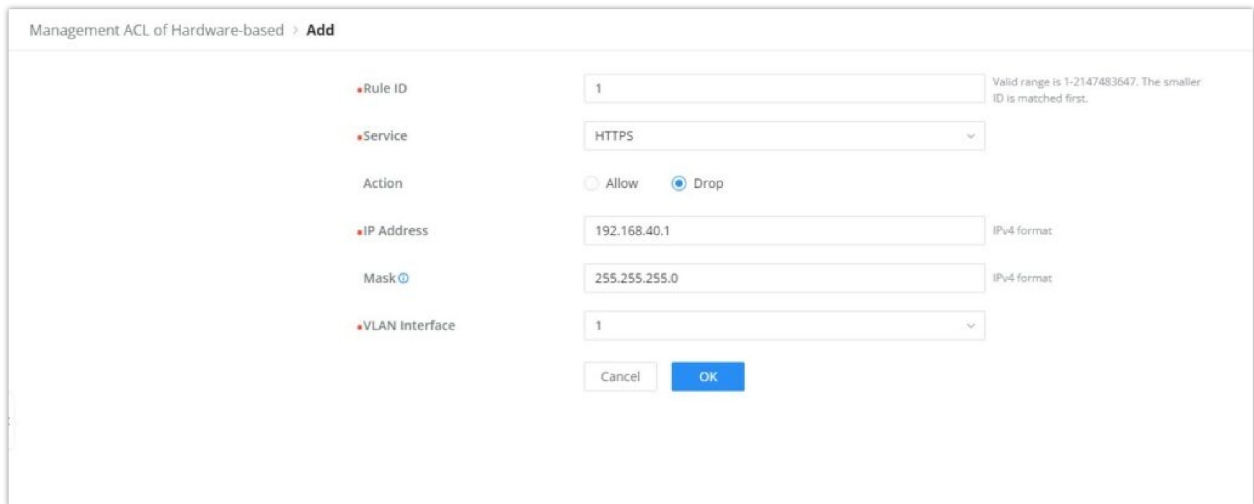 Management ACL of Hardware-based > Add
Rule ID
1
Valid range is 1-2147483647. The smaller
ID is matched first.
Service
HTTPS
Action
Allow
Drop
IP Address
192.168.40.1
IPv4 format
Mask
255.255.255.0
IPv4 format
VLAN Interface
1
Cancel
OK